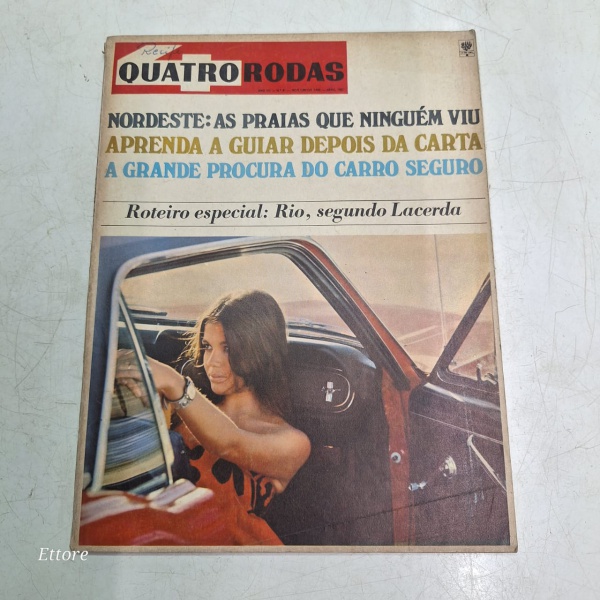 QUATRO RODAS
NORDESTE: AS PRAIAS QUE NINGUÉM VIU
APRENDA A GUIAR DEPOIS DA CARTA
A GRANDE PROCURA DO CARRO SEGURO
Roteiro especial: Rio, segundo Lacerda
Ettore